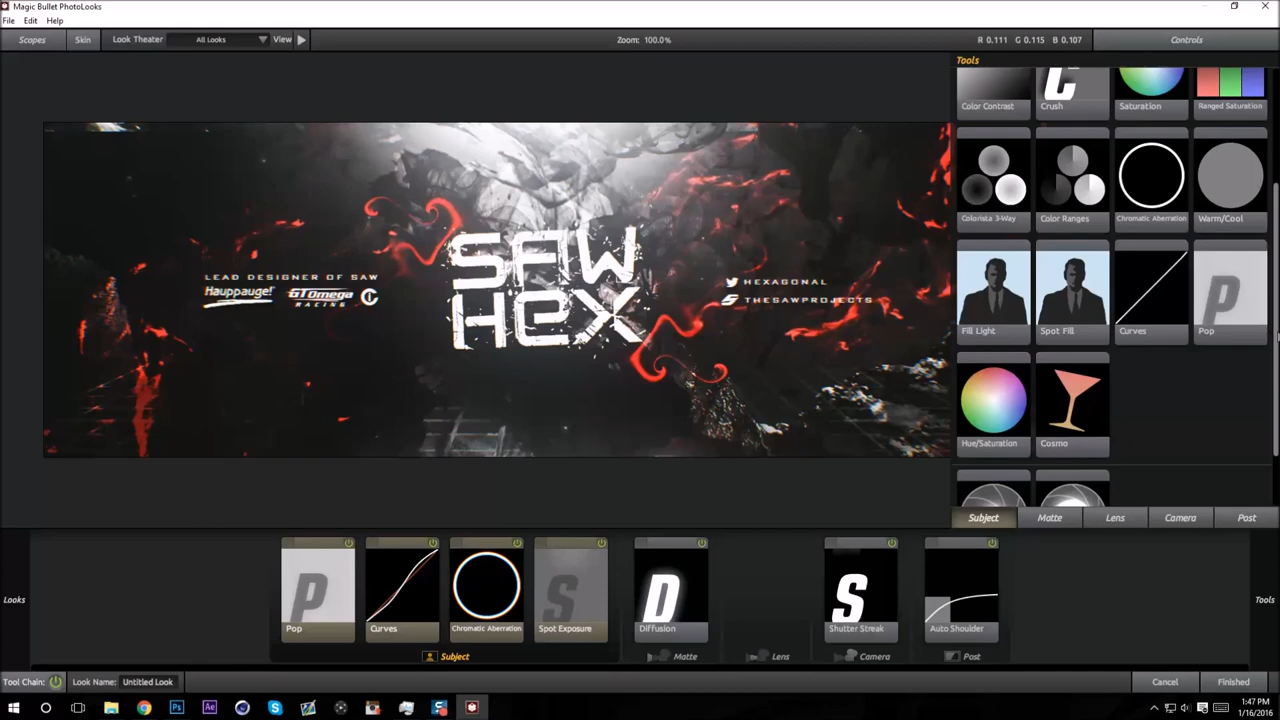 Magic Bullet PhotoLooks
File Edit Help
Scopes Skin Look Theater All Looks View Zoom: 100.0% R 0.111 G 0.115 B 0.107 Controls
Tools
Color Contrast Crush Saturation Ranged Saturation
Colorista 3-Way Color Ranges Chromatic Aberration Warm/Cool
P
Fill Light Spot Fill Curves Pop
Hue/Saturation Cosmo
LEAD DESIGNER OF SAW
Hauppauge! GT Omega RACING
SAW
HEX
HEXAGONAL
THESAWPROJECTS
Subject Matte Lens Camera Post
P S D S
Looks Tools
Pop Curves Chromatic Aberration Spot Exposure Diffusion Shutter Streak Auto Shoulder
Subject Matte Lens Camera Post
Tool Chain: Look Name: Untitled Look Cancel Finished
Ps Ae
1:47 PM
1/16/2016